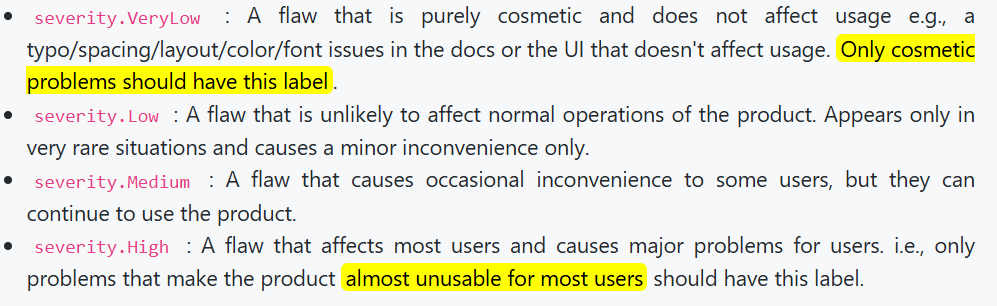 severity.VeryLow : A flaw that is purely cosmetic and does not affect usage e.g., a
typo/spacing/layout/color/font issues in the docs or the UI that doesn't affect usage. Only cosmetic
problems should have this label.
severity.Low : A flaw that is unlikely to affect normal operations of the product. Appears only in
very rare situations and causes a minor inconvenience only.
severity.Medium : A flaw that causes occasional inconvenience to some users, but they can
continue to use the product.
severity.High : A flaw that affects most users and causes major problems for users. i.e., only
problems that make the product almost unusable for most users should have this label.